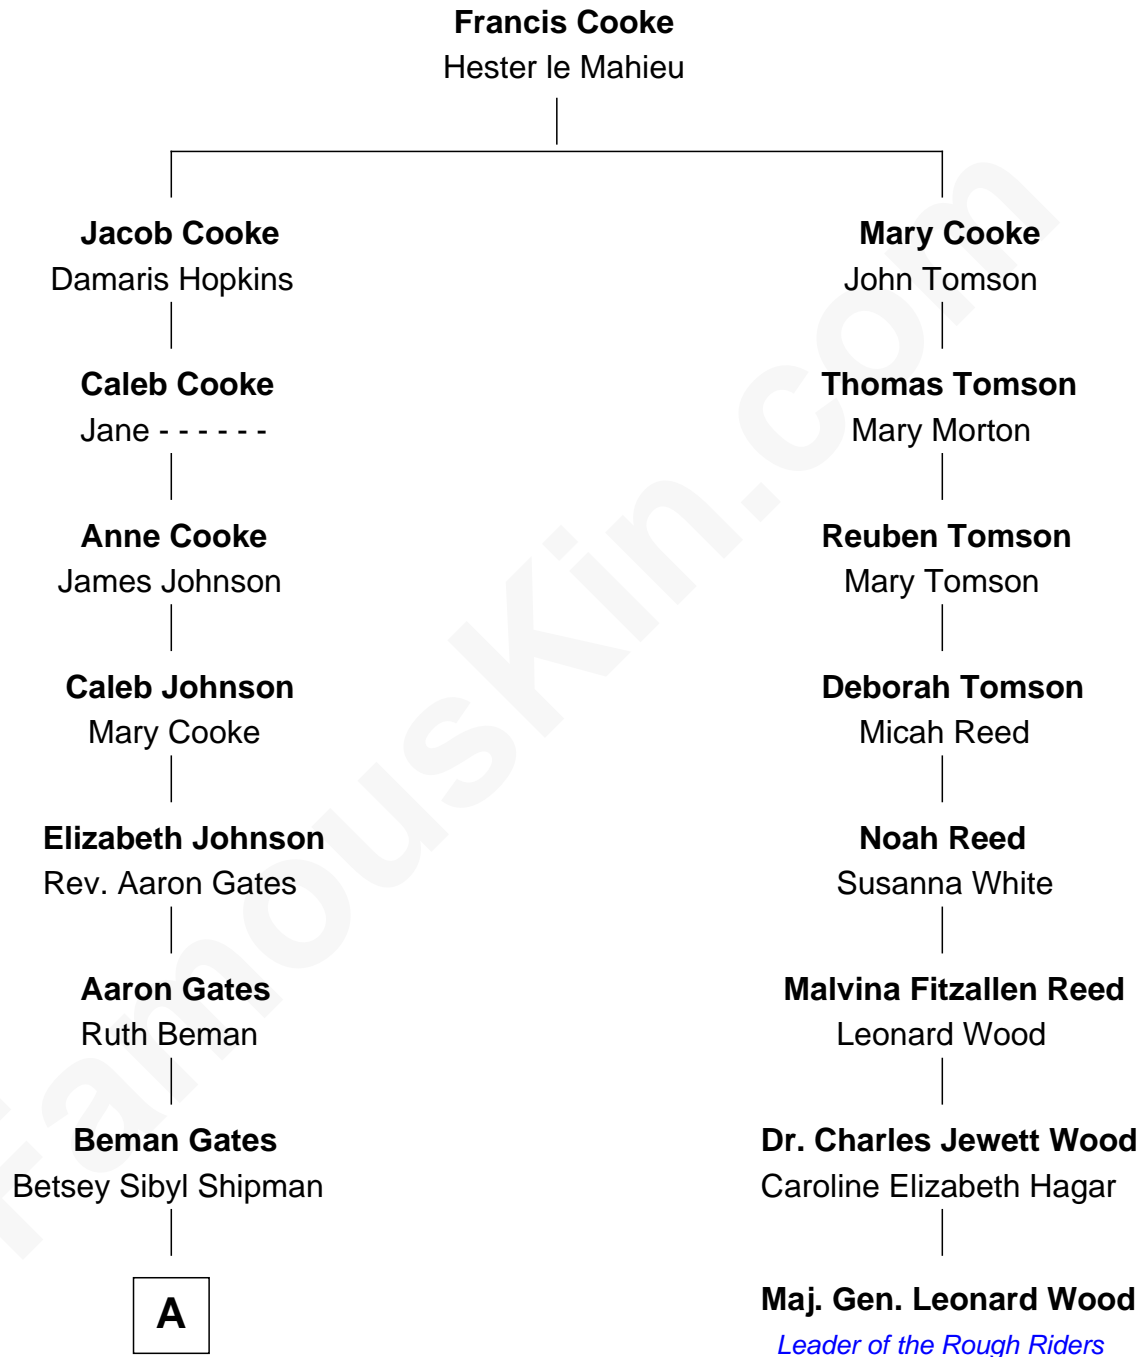 Francis Cooke
Hester le Mahieu
Jacob Cooke
Damaris Hopkins
Mary Cooke
John Tomson
Caleb Cooke
Jane - - - - - -
Thomas Tomson
Mary Morton
Anne Cooke
James Johnson
Reuben Tomson
Mary Tomson
Caleb Johnson
Mary Cooke
Deborah Tomson
Micah Reed
Elizabeth Johnson
Rev. Aaron Gates
Noah Reed
Susanna White
Aaron Gates
Ruth Beman
Malvina Fitzallen Reed
Leonard Wood
Beman Gates
Betsey Sibyl Shipman
Dr. Charles Jewett Wood
Caroline Elizabeth Hagar
A
Maj. Gen. Leonard Wood
Leader of the Rough Riders
FamousKin.com